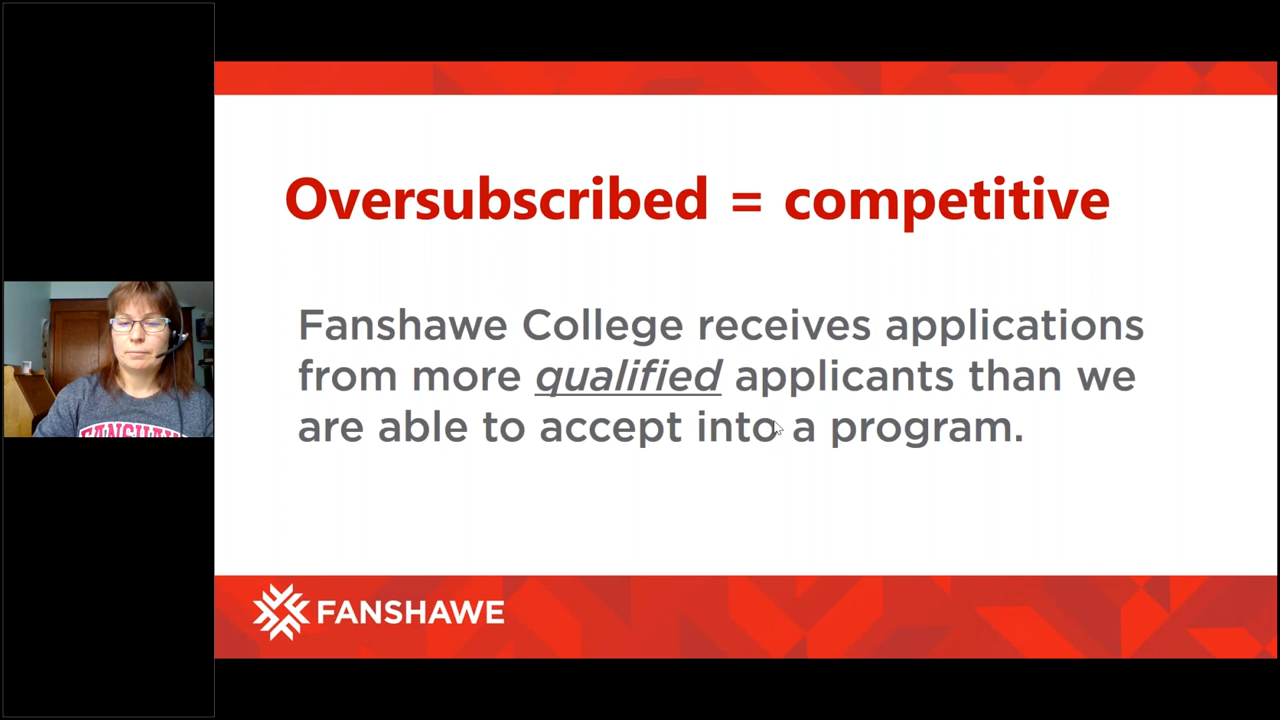 Oversubscribed = competitive
Fanshawe College receives applications
from more qualified applicants than we
are able to accept into a program.
FANSHAWE
FANSHAWE